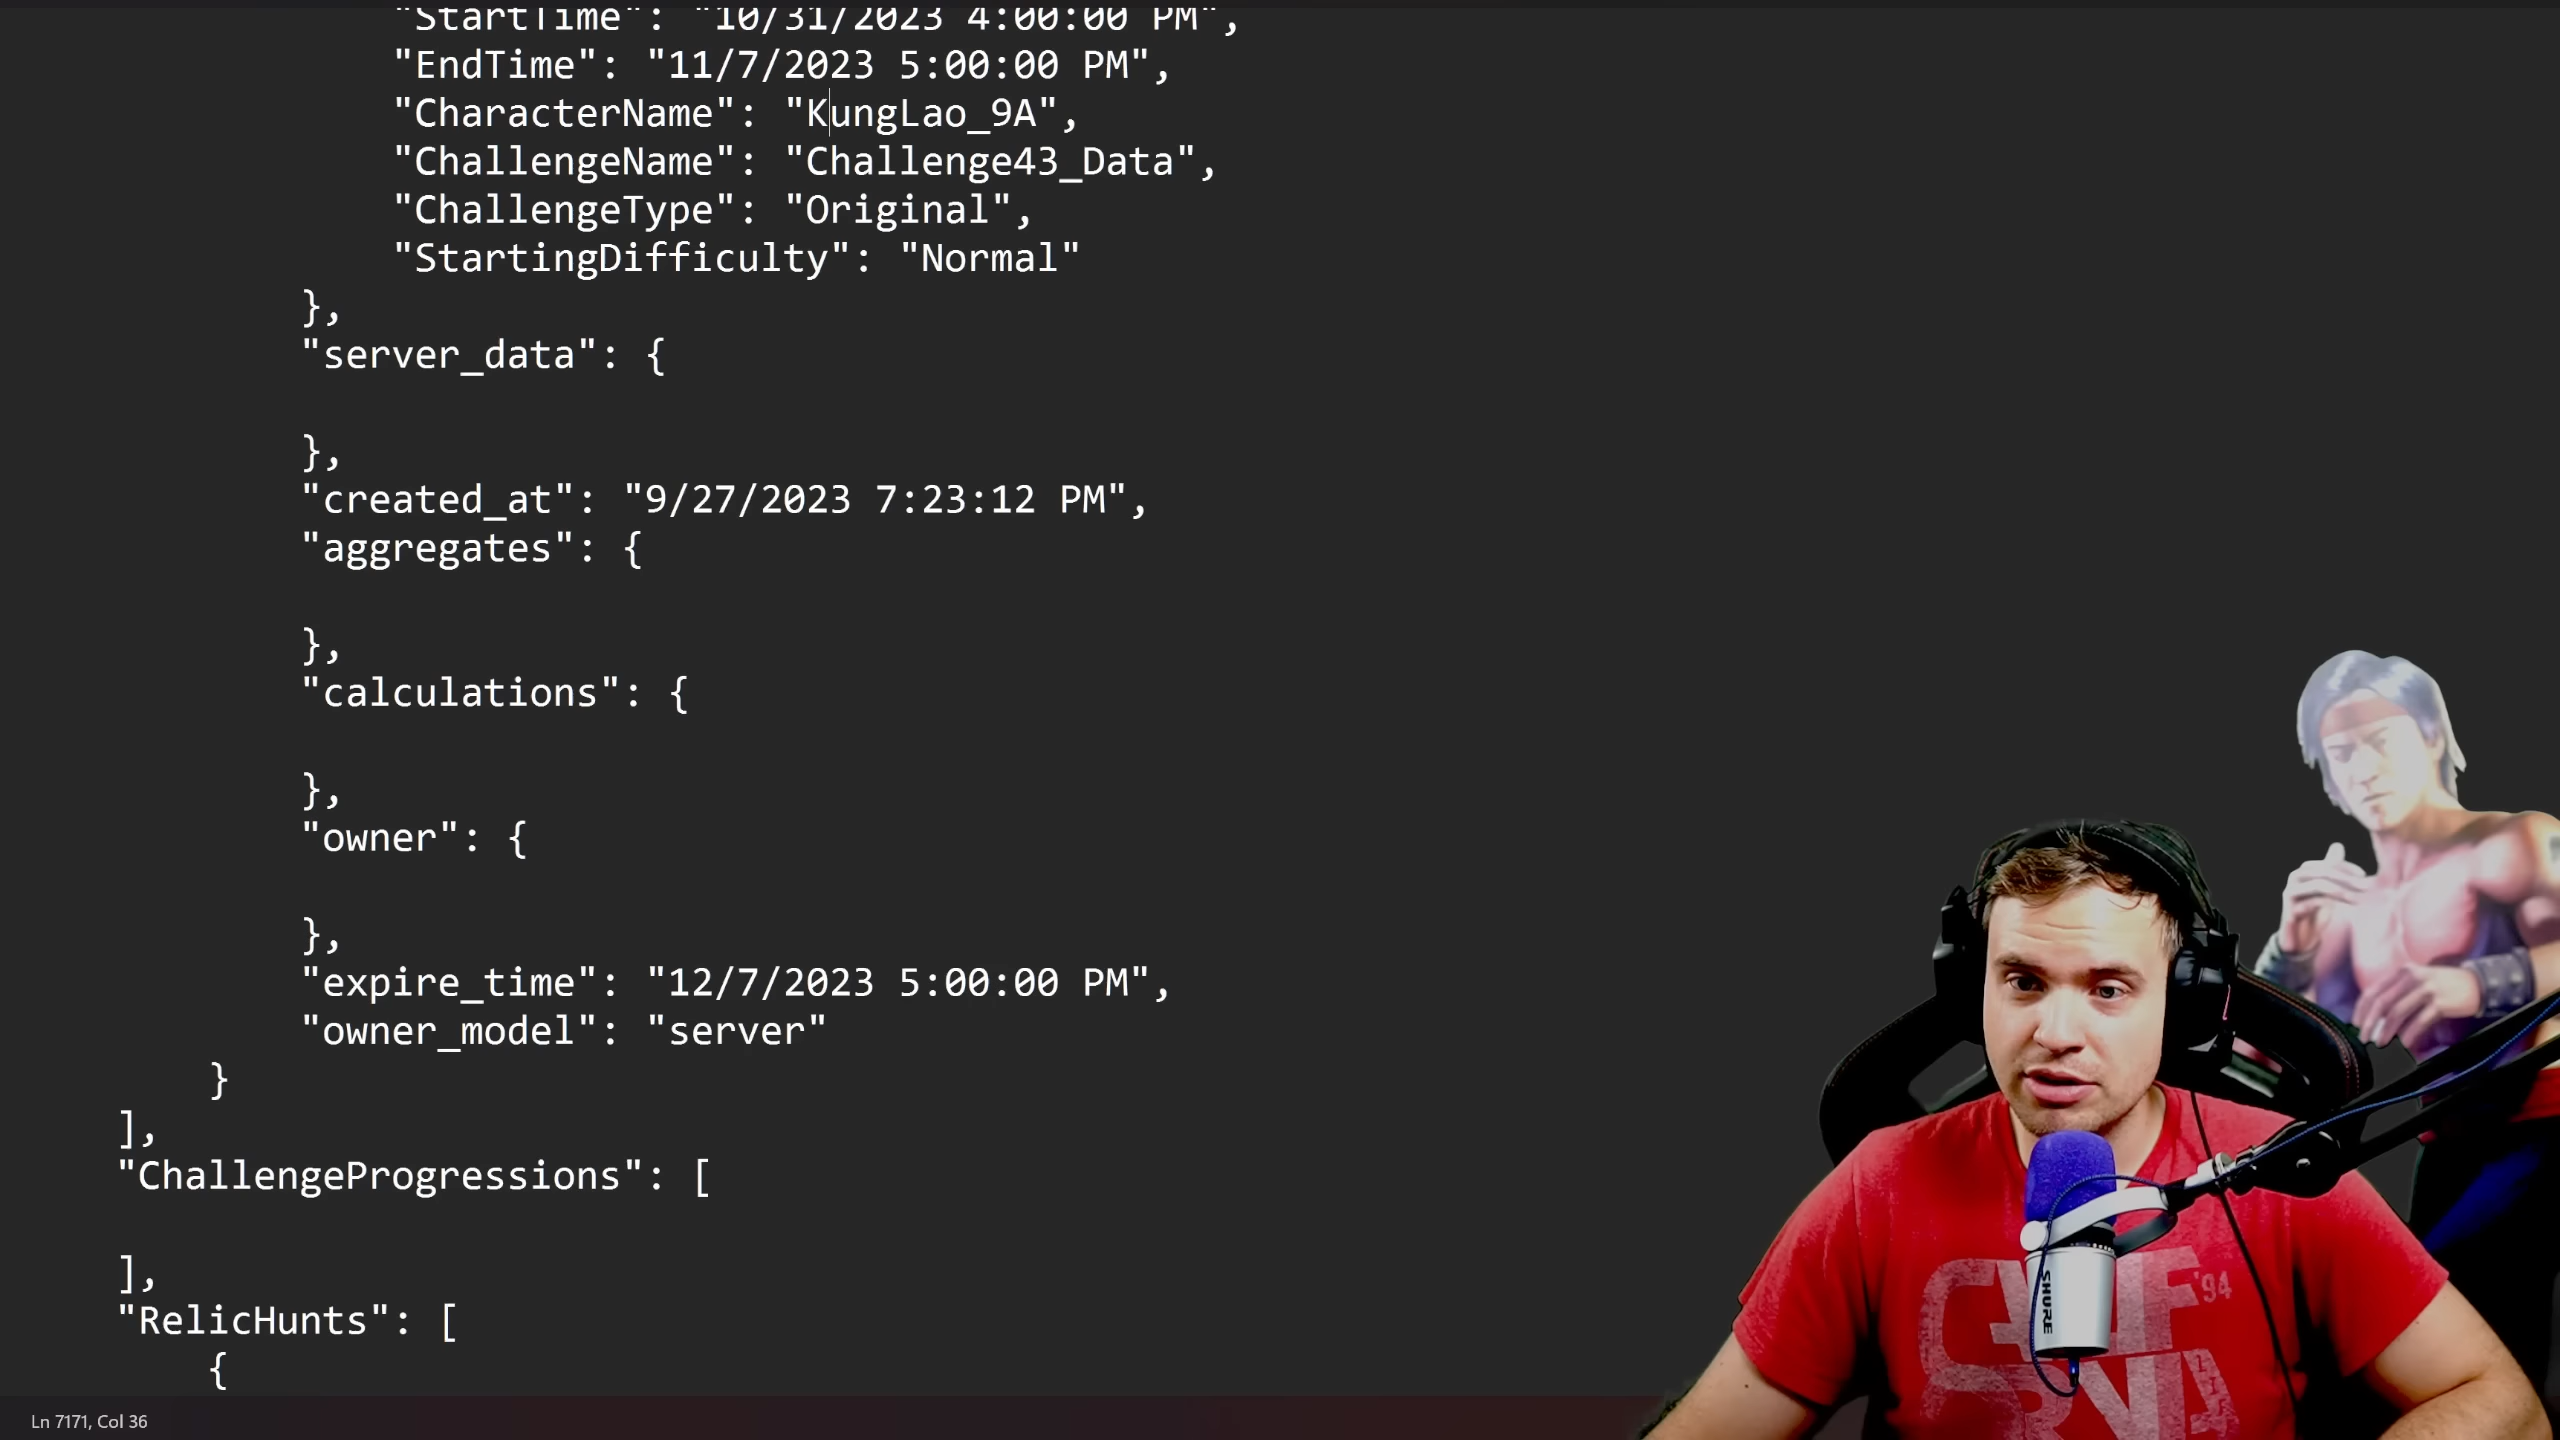 "StartTime": "10/31/2023 4:00:00 PM",
"EndTime": "11/7/2023 5:00:00 PM",
"CharacterName": "KungLao_9A",
"ChallengeName": "Challenge43_Data",
"ChallengeType": "Original",
"StartingDifficulty": "Normal"
},
"server_data": {
},
"created_at": "9/27/2023 7:23:12 PM",
"aggregates": {
},
"calculations": {
},
"owner": {
},
"expire_time": "12/7/2023 5:00:00 PM",
"owner_model": "server"
}
],
"ChallengeProgressions": [
],
"RelicHunts": [
{
Ln 7171, Col 36
SHURE
'94